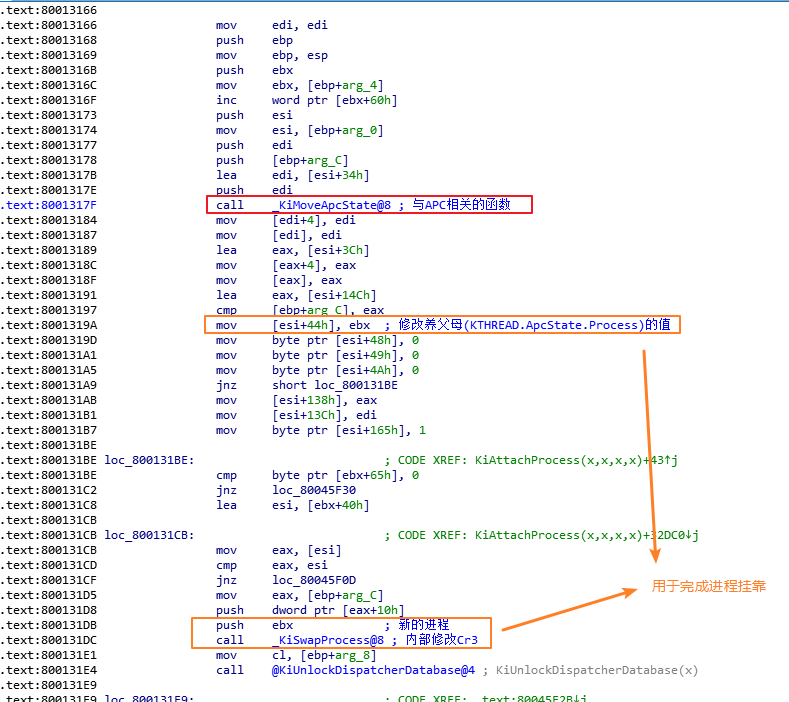 .text:80013166
.text:80013166 mov edi, edi
.text:80013168 push ebp
.text:80013169 mov ebp, esp
.text:8001316B push ebx
.text:8001316C mov ebx, [ebp+arg_4]
.text:8001316F inc word ptr [ebx+60h]
.text:80013173 push esi
.text:80013174 mov esi, [ebp+arg_0]
.text:80013177 push edi
.text:80013178 push [ebp+arg_C]
.text:8001317B lea edi, [esi+34h]
.text:8001317E push edi
.text:8001317F call _KiMoveApcState@8 ; 与APC相关的函数
.text:80013184 mov [edi+4], edi
.text:80013187 mov [edi], edi
.text:80013189 lea eax, [esi+3Ch]
.text:8001318C mov [eax+4], eax
.text:8001318F mov [eax], eax
.text:80013191 lea eax, [esi+14Ch]
.text:80013197 cmp [ebp+arg_C], eax
.text:8001319A mov [esi+44h], ebx ; 修改养父母(KTHREAD.ApcState.Process)的值
.text:8001319D mov byte ptr [esi+48h], 0
.text:800131A1 mov byte ptr [esi+49h], 0
.text:800131A5 mov byte ptr [esi+4Ah], 0
.text:800131A9 jnz short loc_800131BE
.text:800131AB mov [esi+138h], eax
.text:800131B1 mov [esi+13Ch], edi
.text:800131B7 mov byte ptr [esi+165h], 1
.text:800131BE
.text:800131BE loc_800131BE: ; CODE XREF: KiAttachProcess(x,x,x,x)+43↑j
.text:800131BE cmp byte ptr [ebx+65h], 0
.text:800131C2 jnz loc_80045F30
.text:800131C8 lea esi, [ebx+40h]
.text:800131CB
.text:800131CB loc_800131CB: ; CODE XREF: KiAttachProcess(x,x,x,x)+32DC0↓j
.text:800131CB mov eax, [esi]
.text:800131CD cmp eax, esi
.text:800131CF jnz loc_80045F0D
.text:800131D5 mov eax, [ebp+arg_C]
用于完成进程挂靠
.text:800131D8 push dword ptr [eax+10h]
.text:800131DB push ebx ; 新的进程
.text:800131DC call _KiSwapProcess@8 ; 内部修改Cr3
.text:800131E1 mov cl, [ebp+arg_8]
.text:800131E4 call @KiUnlockDispatcherDatabase@4 ; KiUnlockDispatcherDatabase(x)
.text:800131E9
.text:800131E9 loc_800131E9: ; CODE XREF: .text:80045F2B↓j